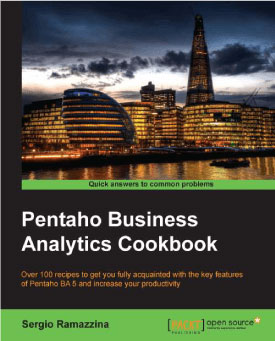 Quick answers to common problems
Pentaho Business
Analytics Cookbook
Over 100 recipes to get you fully acquainted with the key features
of Pentaho BA 5 and increase your productivity
Sergio Ramazzina
[PACKT] open source*
PUBLISHING